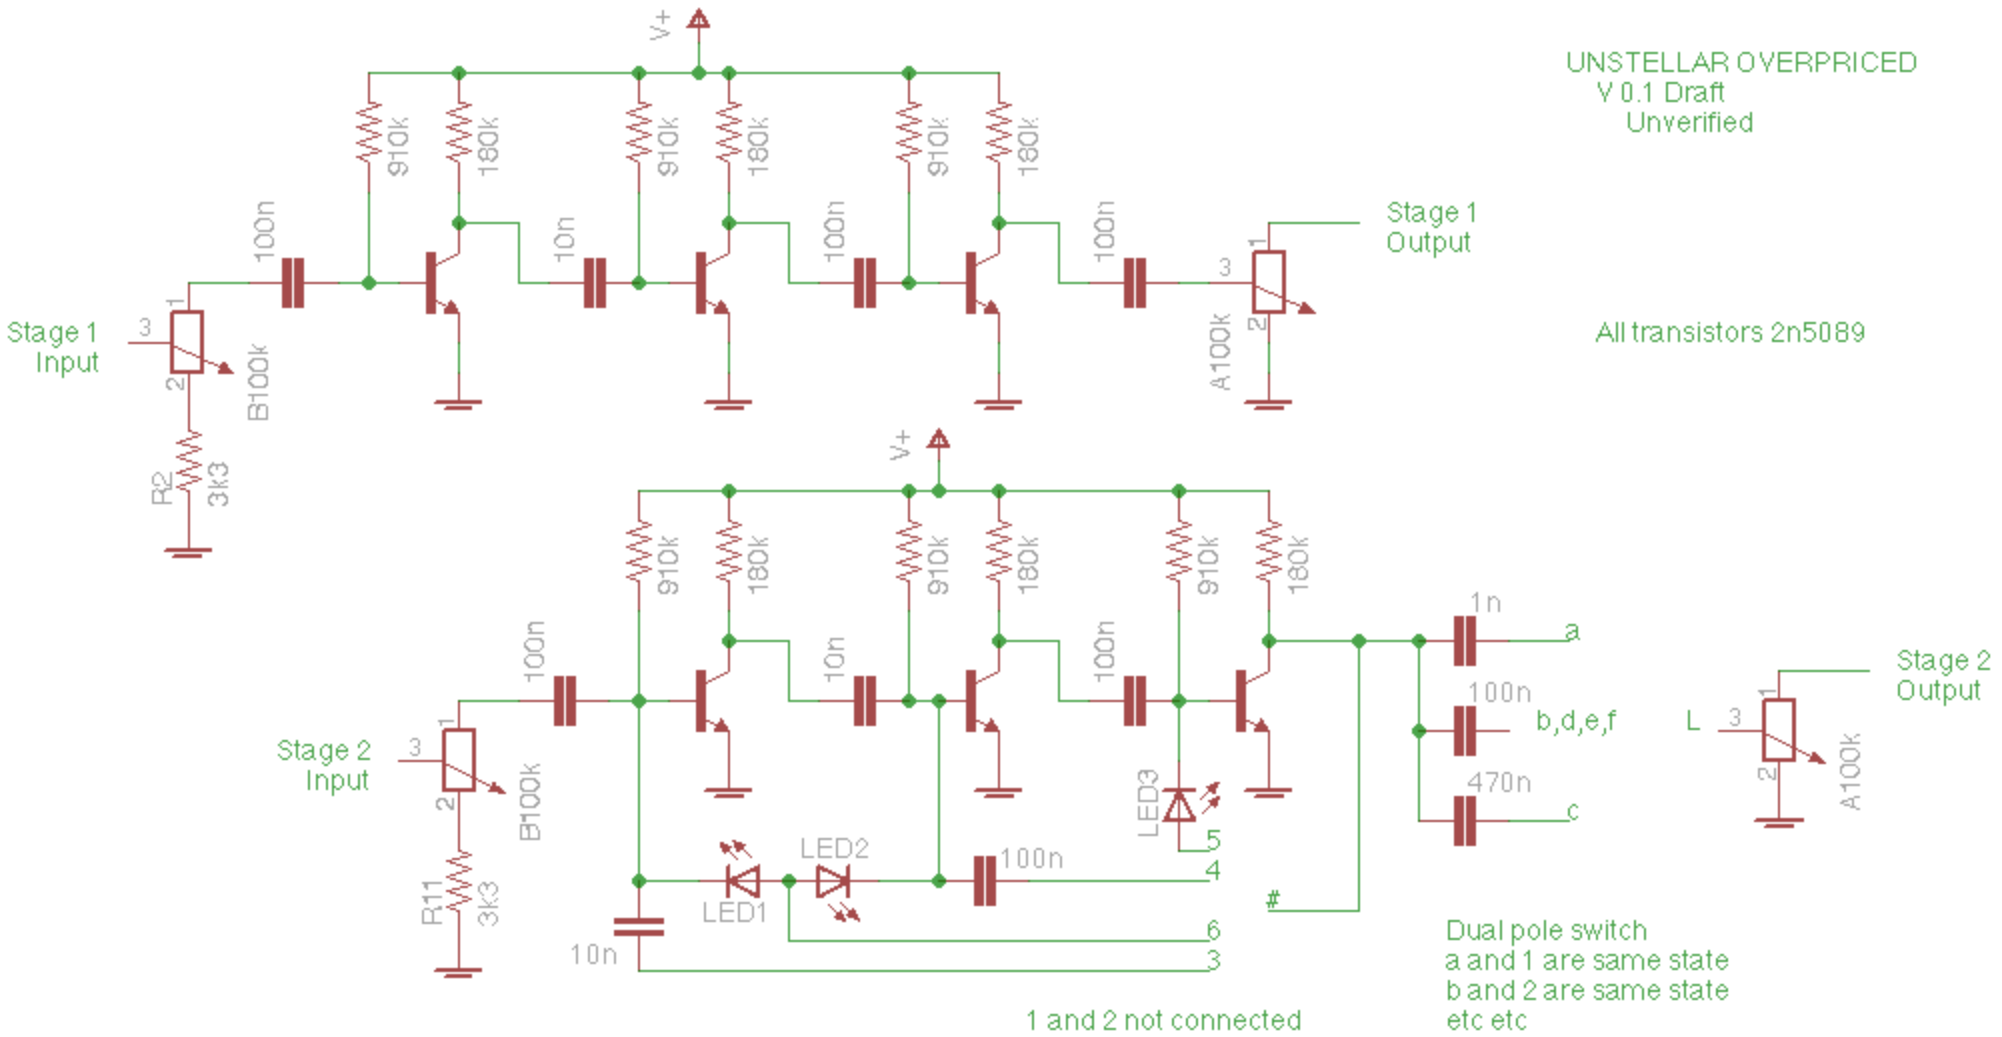 V+
UNSTELLAR OVERPRICED
V 0.1 Draft
Unverified
910k
180k
910k
180k
910k
180k
100n
10n
100n
100n
Stage 1
Output
1
3
2
A100k
Stage 1
Input
3
1
2
B100k
All transistors 2n5089
R2
3k3
V+
910k
180k
910k
180k
910k
180k
100n
10n
100n
1n
a
100n
b,d,e,f
470n
c
Stage 2
Output
L
3
1
2
A100k
Stage 2
Input
3
1
2
B100k
R11
3k3
LED3
5
LED2
100n
4
LED1
#
6
10n
3
Dual pole switch
a and 1 are same state
b and 2 are same state
etc etc
1 and 2 not connected